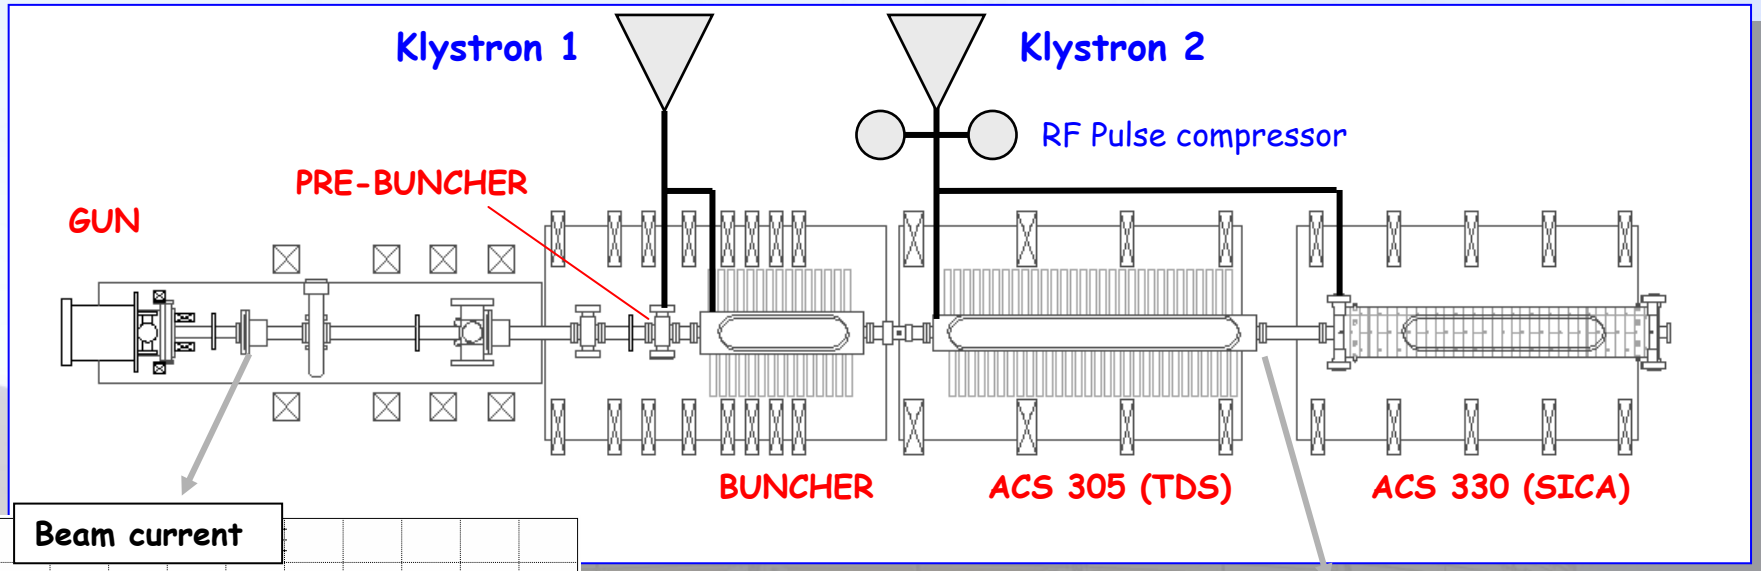 Klystron 1
Klystron 2
RF Pulse compressor
PRE-BUNCHER
GUN
BUNCHER
ACS 305 (TDS)
ACS 330 (SICA)
Beam current